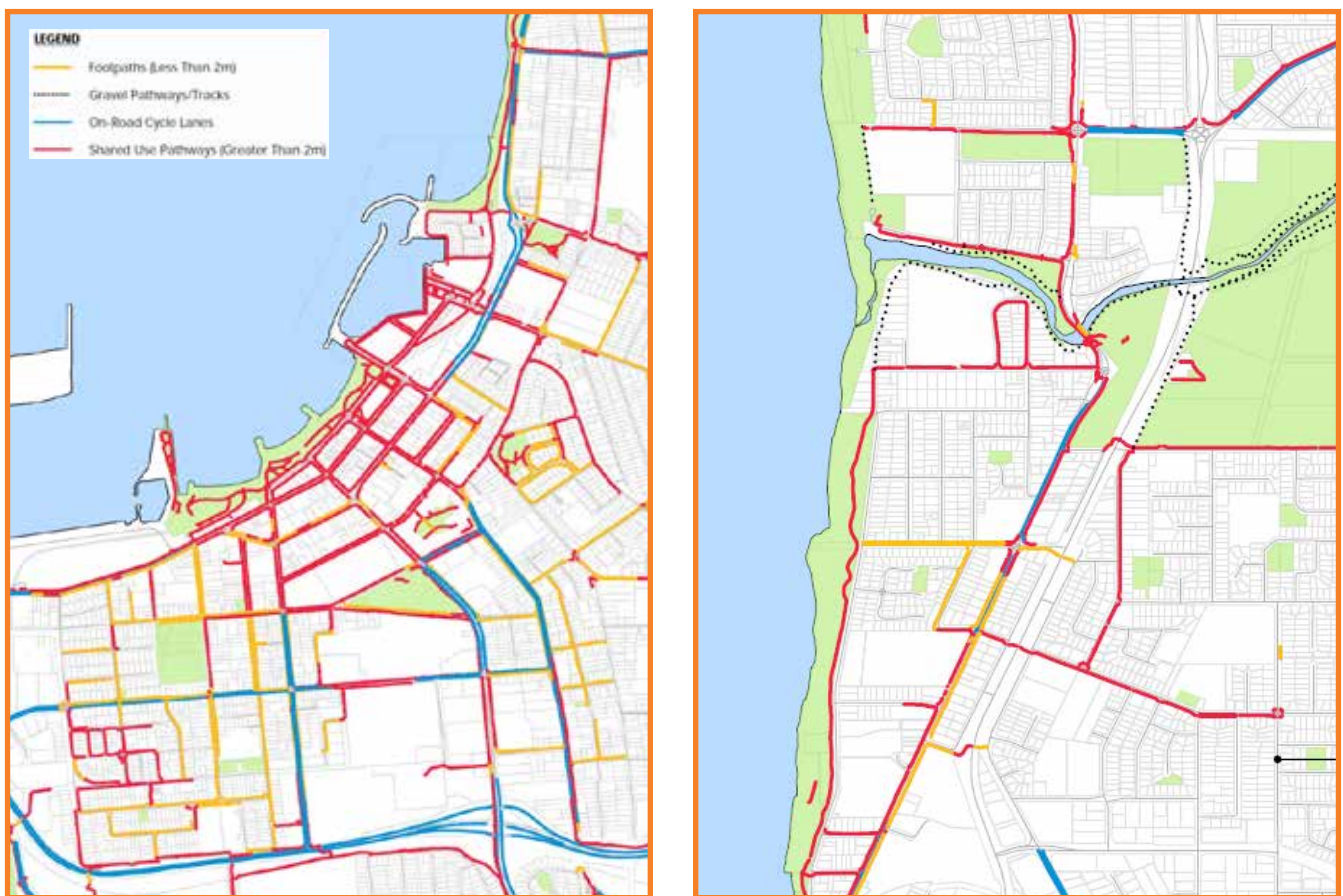 LEGEND
Footpaths (Less Than 2m)
Gravel Pathways/Tracks
On-Road Cycle Lanes
Shared Use Pathways (Greater Than 2m)